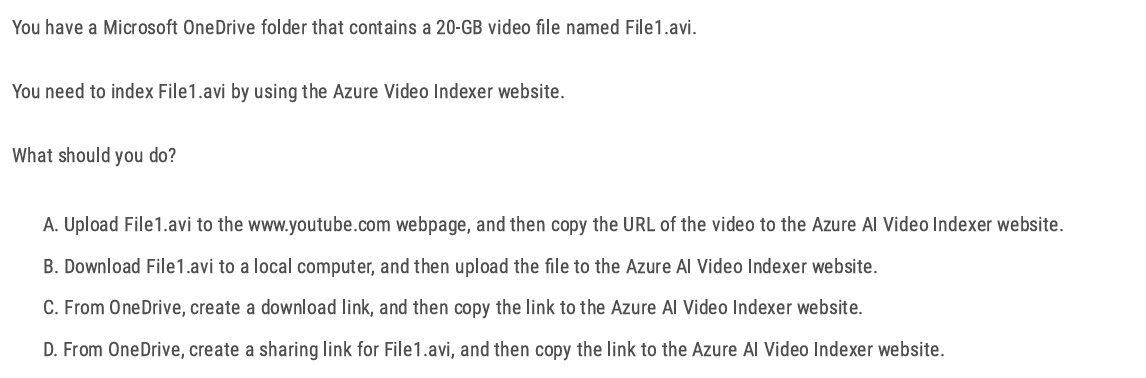 You have a Microsoft OneDrive folder that contains a 20-GB video file named File1.avi.
You need to index File1.avi by using the Azure Video Indexer website.
What should you do?
A. Upload File1.avi to the www.youtube.com webpage, and then copy the URL of the video to the Azure AI Video Indexer website.
B. Download File1.avi to a local computer, and then upload the file to the Azure AI Video Indexer website.
C. From OneDrive, create a download link, and then copy the link to the Azure AI Video Indexer website.
D. From OneDrive, create a sharing link for File1.avi, and then copy the link to the Azure AI Video Indexer website.